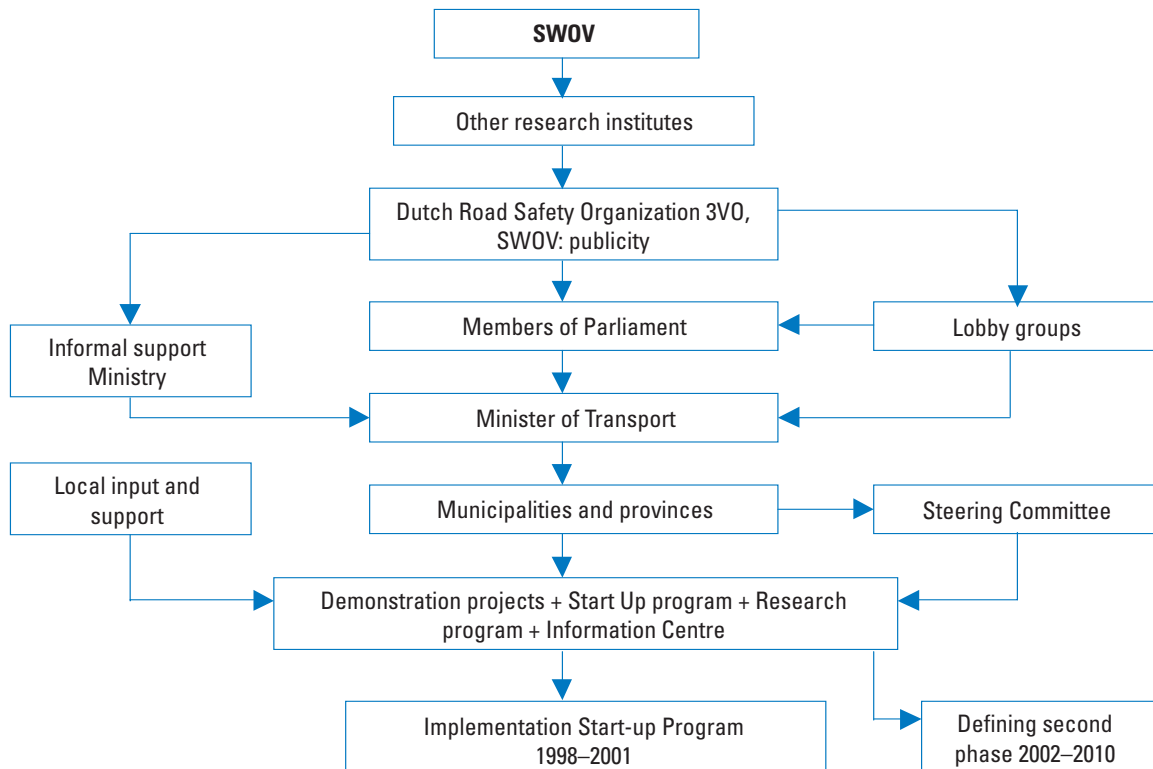 SWOV
Other research institutes
Dutch Road Safety Organization 3VO,
SWOV: publicity
Members of Parliament
Lobby groups
Informal support
Ministry
Minister of Transport
Local input and
support
Municipalities and provinces
Steering Committee
Demonstration projects + Start Up program + Research
program + Information Centre
Implementation Start-up Program
1998–2001
Defining second
phase 2002–2010